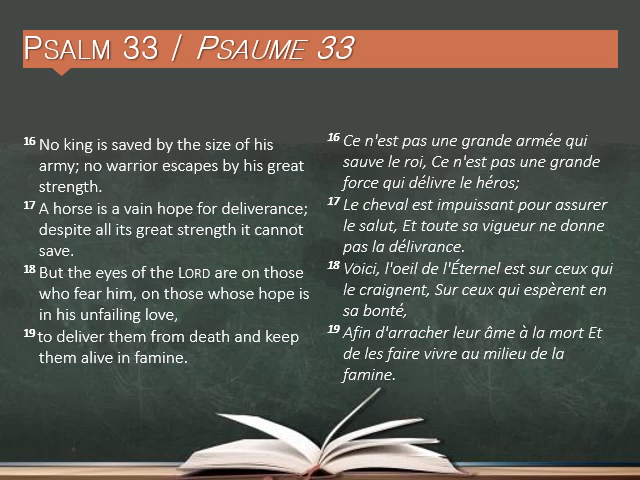 PSALM 33 / PSAUME 33
16 No king is saved by the size of his
army; no warrior escapes by his great
strength.
17 A horse is a vain hope for deliverance;
despite all its great strength it cannot
save.
18 But the eyes of the LORD are on those
who fear him, on those whose hope is
in his unfailing love,
19 to deliver them from death and keep
them alive in famine.
16 Ce n'est pas une grande armée qui
sauve le roi, Ce n'est pas une grande
force qui délivre le héros;
17 Le cheval est impuissant pour assurer
le salut, Et toute sa vigueur ne donne
pas la délivrance.
18 Voici, l'oeil de l'Éternel est sur ceux qui
le craignent, Sur ceux qui espèrent en
sa bonté,
19 Afin d'arracher leur âme à la mort Et
de les faire vivre au milieu de la
famine.